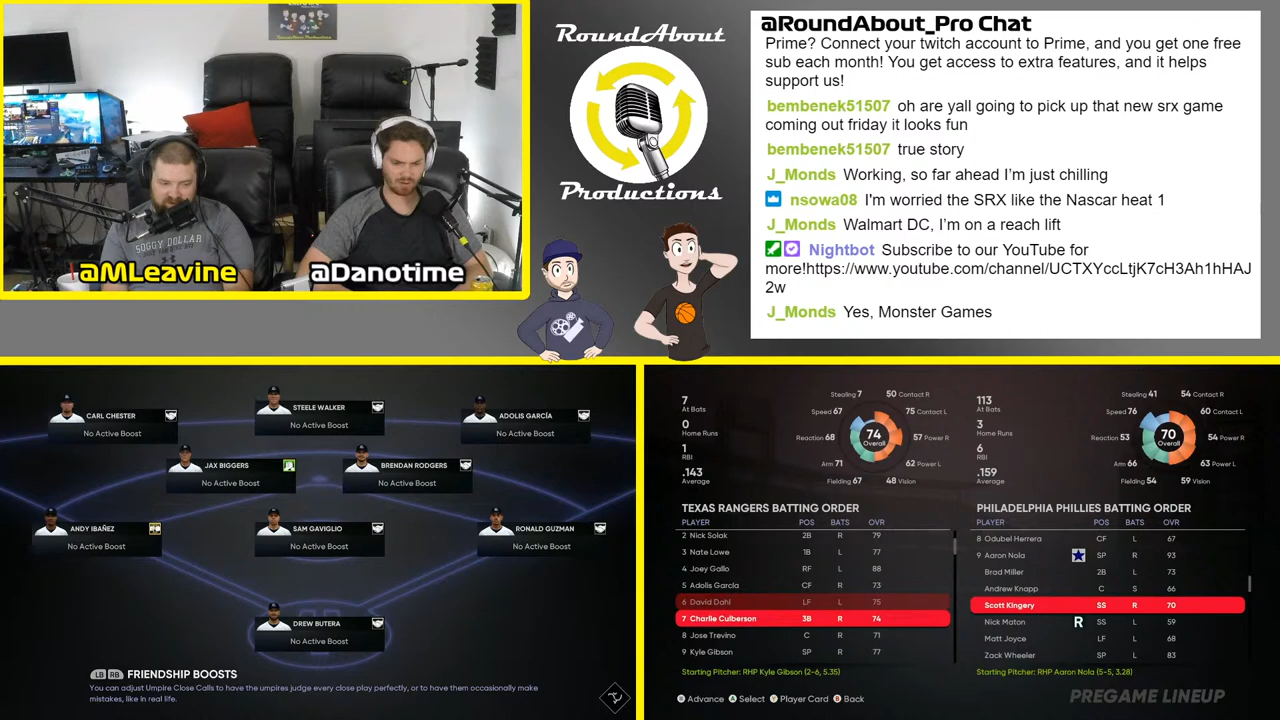 SOGGY DOLLAR
@MLeavine
@Danotime
RoundAbout
Productions
@RoundAbout_Pro Chat
Prime? Connect your twitch account to Prime, and you get one free
sub each month! You get access to extra features, and it helps
support us!
bembenek51507 oh are yall going to pick up that new srx game
coming out friday it looks fun
bembenek51507 true story
J_Monds Working, so far ahead I'm just chilling
nsowa08 I'm worried the SRX like the Nascar heat 1
J_Monds Walmart DC, I'm on a reach lift
Nightbot Subscribe to our YouTube for
more!https://www.youtube.com/channel/UCTXYccLtjK7cH3Ah1hHAJ
2w
J_Monds Yes, Monster Games
CARL CHESTER
No Active Boost
STEELE WALKER
No Active Boost
ADOLIS GARCÍA
No Active Boost
JAX BIGGERS
No Active Boost
BRENDAN RODGERS
No Active Boost
ANDY IBAÑEZ
No Active Boost
SAM GAVIGLIO
No Active Boost
RONALD GUZMAN
No Active Boost
DREW BUTERA
No Active Boost
LB RB FRIENDSHIP BOOSTS
You can adjust Umpire Close Calls to have the umpires judge every close play perfectly, or to have them occasionally make
mistakes, like in real life.
7
At Bats
0
Home Runs
1
RBI
.143
Average
Stealing 7
50 Contact R
Speed 67
75 Contact L
Reaction 68
74
Overall
57 Power R
Arm 71
62 Power L
Fielding 67
48 Vision
113
At Bats
3
Home Runs
6
RBI
.159
Average
Stealing 41
54 Contact R
Speed 76
60 Contact L
Reaction 53
70
Overall
54 Power R
Arm 66
63 Power L
Fielding 54
59 Vision
TEXAS RANGERS BATTING ORDER
PLAYER POS BATS OVR
2 Nick Solak 2B R 79
3 Nate Lowe 1B L 77
4 Joey Gallo RF L 88
5 Adolis García CF R 73
6 David Dahl LF L 75
7 Charlie Culberson 3B R 74
8 Jose Trevino C R 71
9 Kyle Gibson SP R 77
Starting Pitcher: RHP Kyle Gibson (2-6, 5.35)
PHILADELPHIA PHILLIES BATTING ORDER
PLAYER POS BATS OVR
8 Odubel Herrera CF L 67
9 Aaron Nola SP R 93
Brad Miller 2B L 73
Andrew Knapp C S 66
Scott Kingery SS R 70
Nick Maton R SS L 59
Matt Joyce LF L 68
Zack Wheeler SP L 83
Starting Pitcher: RHP Aaron Nola (5-5, 3.28)
Advance A Select Y Player Card B Back
PREGAME LINEUP